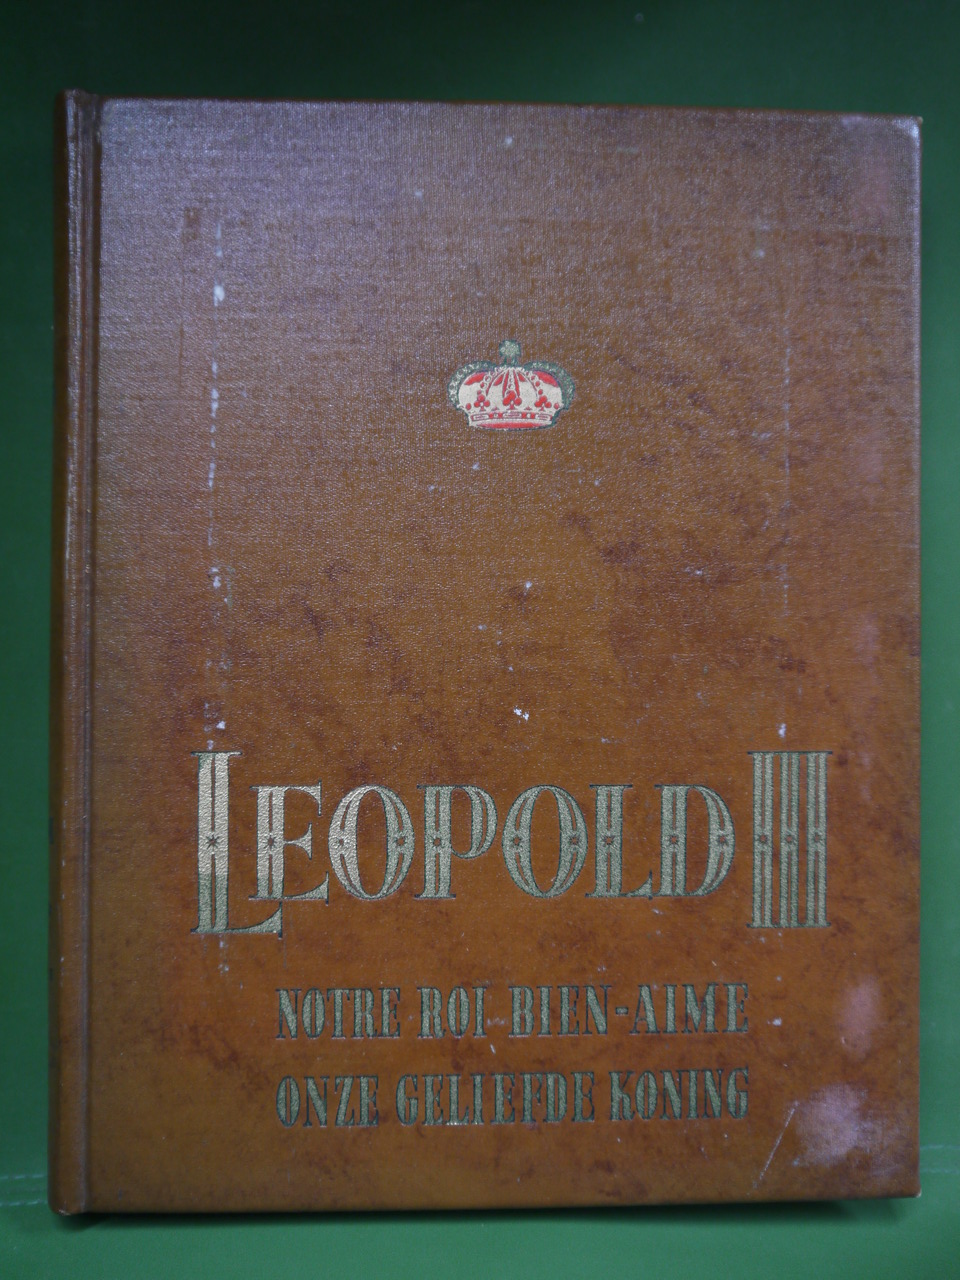 LEOPOLD III
NOTRE ROI BIEN-AIME
ONZE GELIEFDE KONING